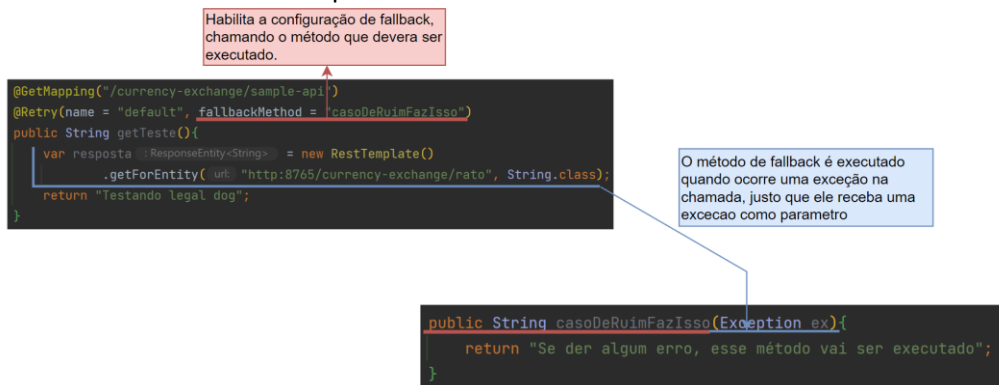 Habilita a configuração de fallback,
chamando o método que devera ser
executado.
@GetMapping("/currency-exchange/sample-api")
@Retry(name = "default", fallbackMethod = "casoDeRuimFazIsso")
public String getTeste(){
var resposta : ResponseEntity<String> = new RestTemplate()
.getForEntity( url: "http:8765/currency-exchange/rato", String.class);
return "Testando legal dog";
}
O método de fallback é executado
quando ocorre uma exceção na
chamada, justo que ele receba uma
excecao como parametro
public String casoDeRuimFazIsso(Exception ex){
return "Se der algum erro, esse método vai ser executado";
}